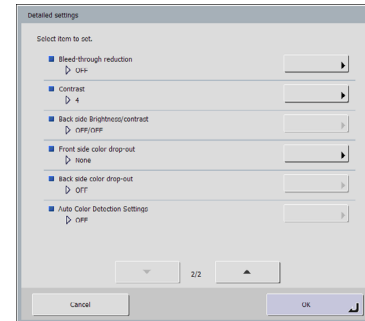 Detailed settings
Select item to set.
Bleed-through reduction
OFF
Contrast
4
Back side Brightness/contrast
OFF/OFF
Front side color drop-out
None
Back side color drop-out
OFF
Auto Color Detection Settings
OFF
2/2
Cancel
OK